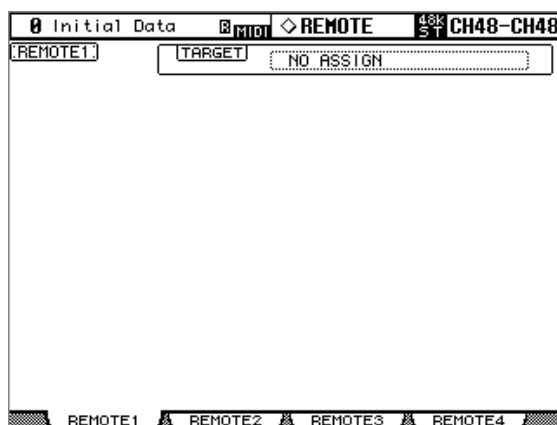 0 Initial Data R MIDI ◇REMOTE 48k ST CH48-CH48
REMOTE1 TARGET NO ASSIGN
REMOTE1 REMOTE2 REMOTE3 REMOTE4